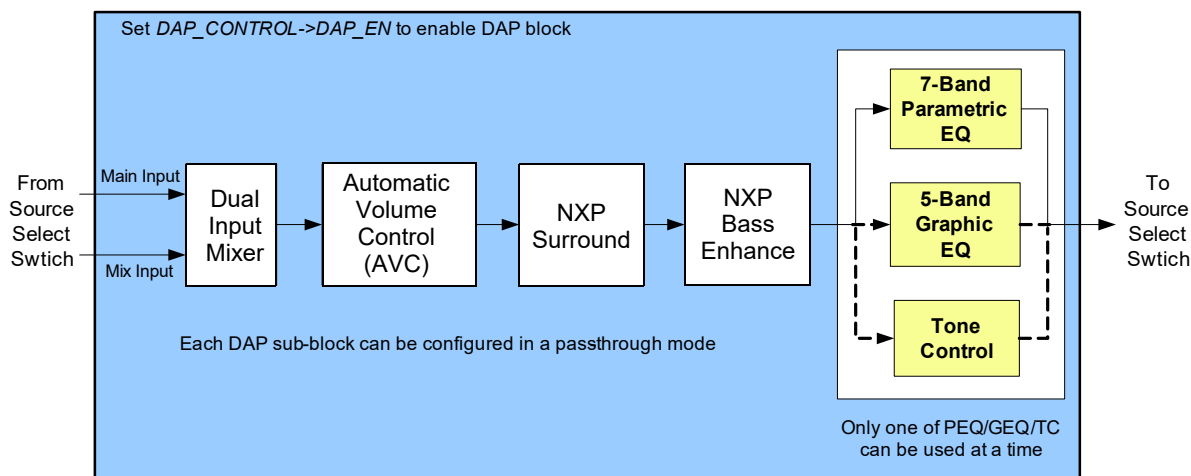 Set DAP_CONTROL->DAP_EN to enable DAP block
From
Source
Select
Swtich
Main Input
Mix Input
Dual
Input
Mixer
Automatic
Volume
Control
(AVC)
NXP
Surround
NXP
Bass
Enhance
7-Band
Parametric
EQ
5-Band
Graphic
EQ
Tone
Control
To
Source
Select
Swtich
Each DAP sub-block can be configured in a passthrough mode
Only one of PEQ/GEQ/TC
can be used at a time